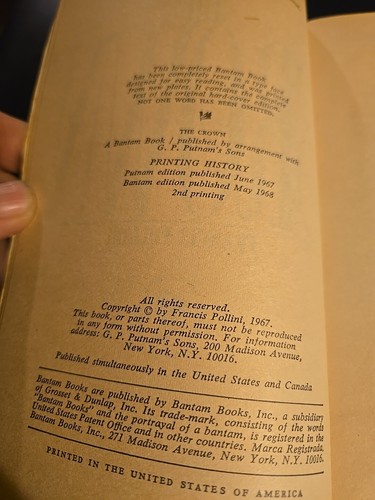 This low-priced Bantam Book
has been completely reset in a type face
designed for easy reading, and was printed
from new plates. It contains the complete
text of the original hard-cover edition.
NOT ONE WORD HAS BEEN OMITTED.
THE CROWN
A Bantam Book / published by arrangement with
G. P. Putnam's Sons
PRINTING HISTORY
Putnam edition published June 1967
Bantam edition published May 1968
2nd printing
All rights reserved.
Copyright © by Francis Pollini, 1967.
This book, or parts thereof, must not be reproduced
in any form without permission. For information
address: G. P. Putnam's Sons, 200 Madison Avenue,
New York, N.Y. 10016.
Published simultaneously in the United States and Canada
Bantam Books are published by Bantam Books, Inc., a subsidiary
of Grosset & Dunlap, Inc. Its trade-mark, consisting of the words
"Bantam Books" and the portrayal of a bantam, is registered in the
United States Patent Office and in other countries. Marca Registrada.
Bantam Books, Inc., 271 Madison Avenue, New York, N.Y. 10016.
PRINTED IN THE UNITED STATES OF AMERICA